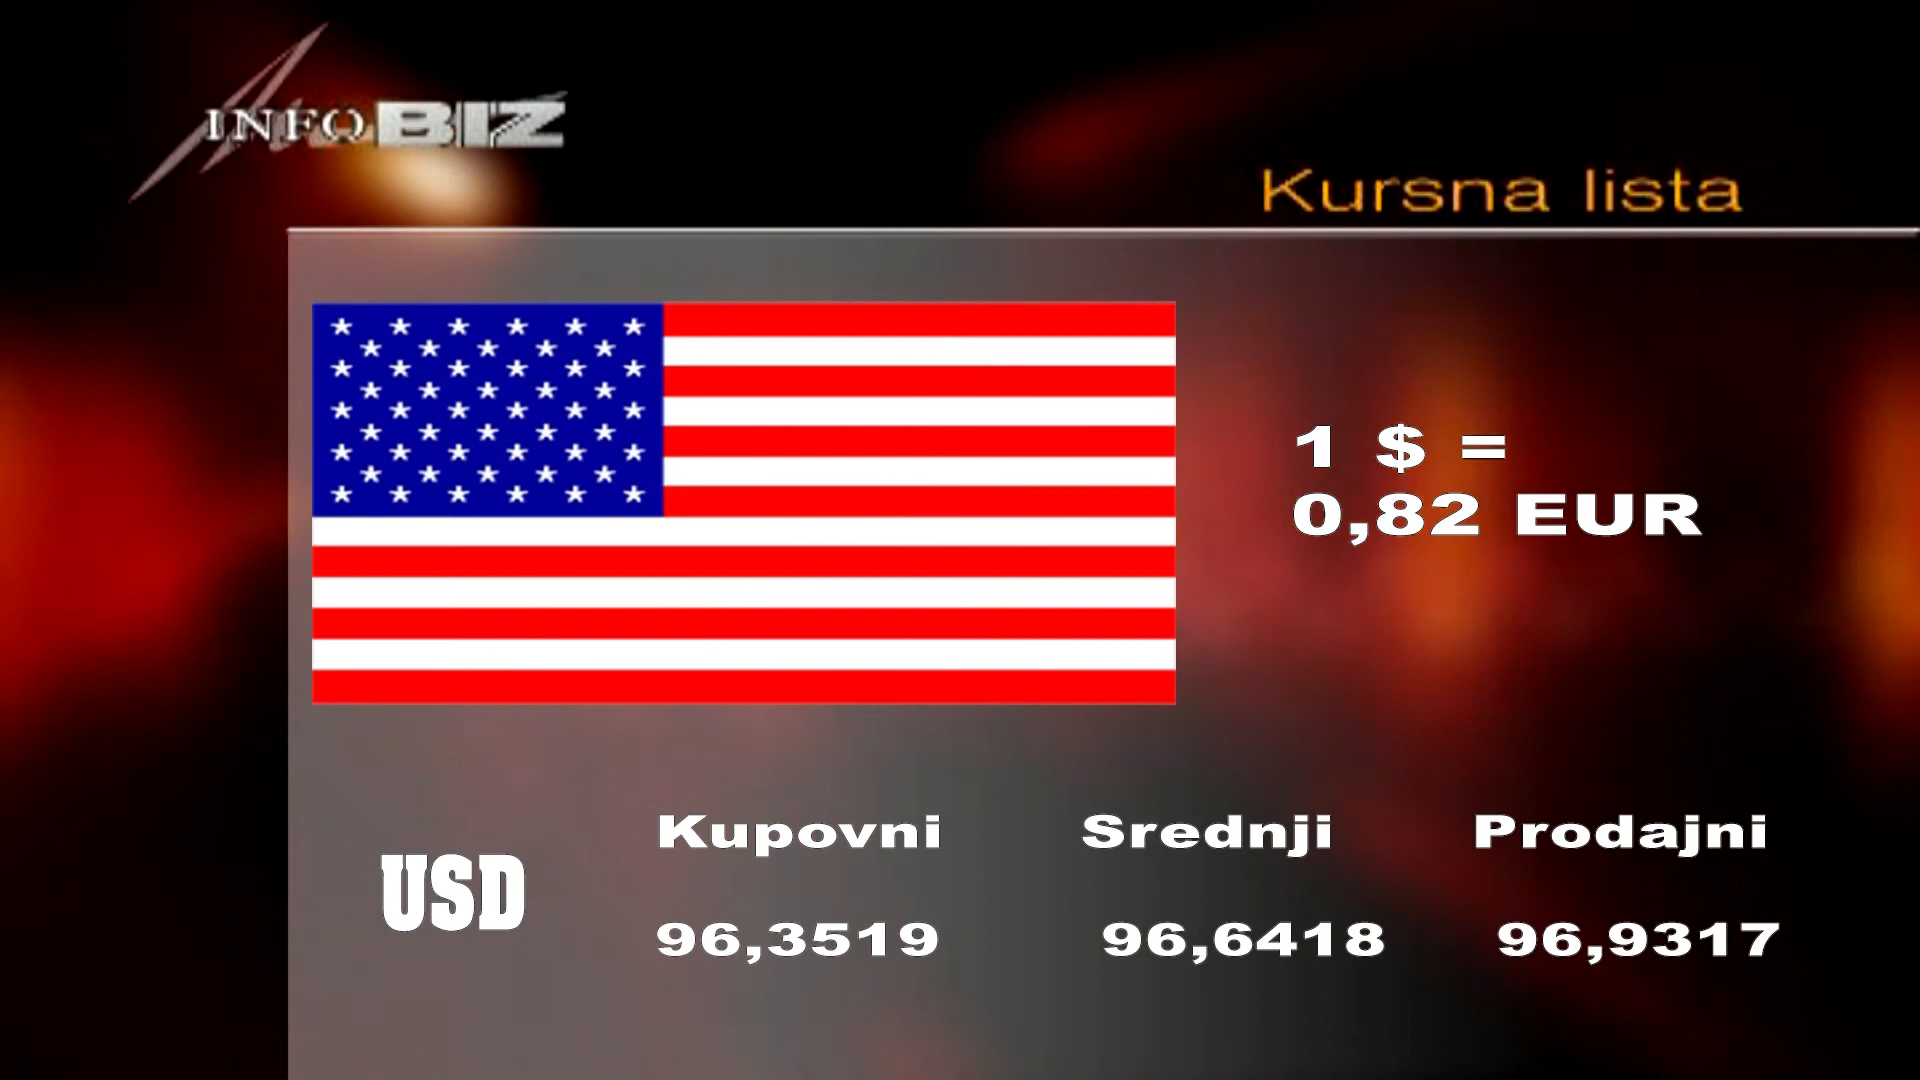 INFO BIZ
Kursna lista
1 $ =
0,82 EUR
Kupovni Srednji Prodajni
USD
96,3519 96,6418 96,9317